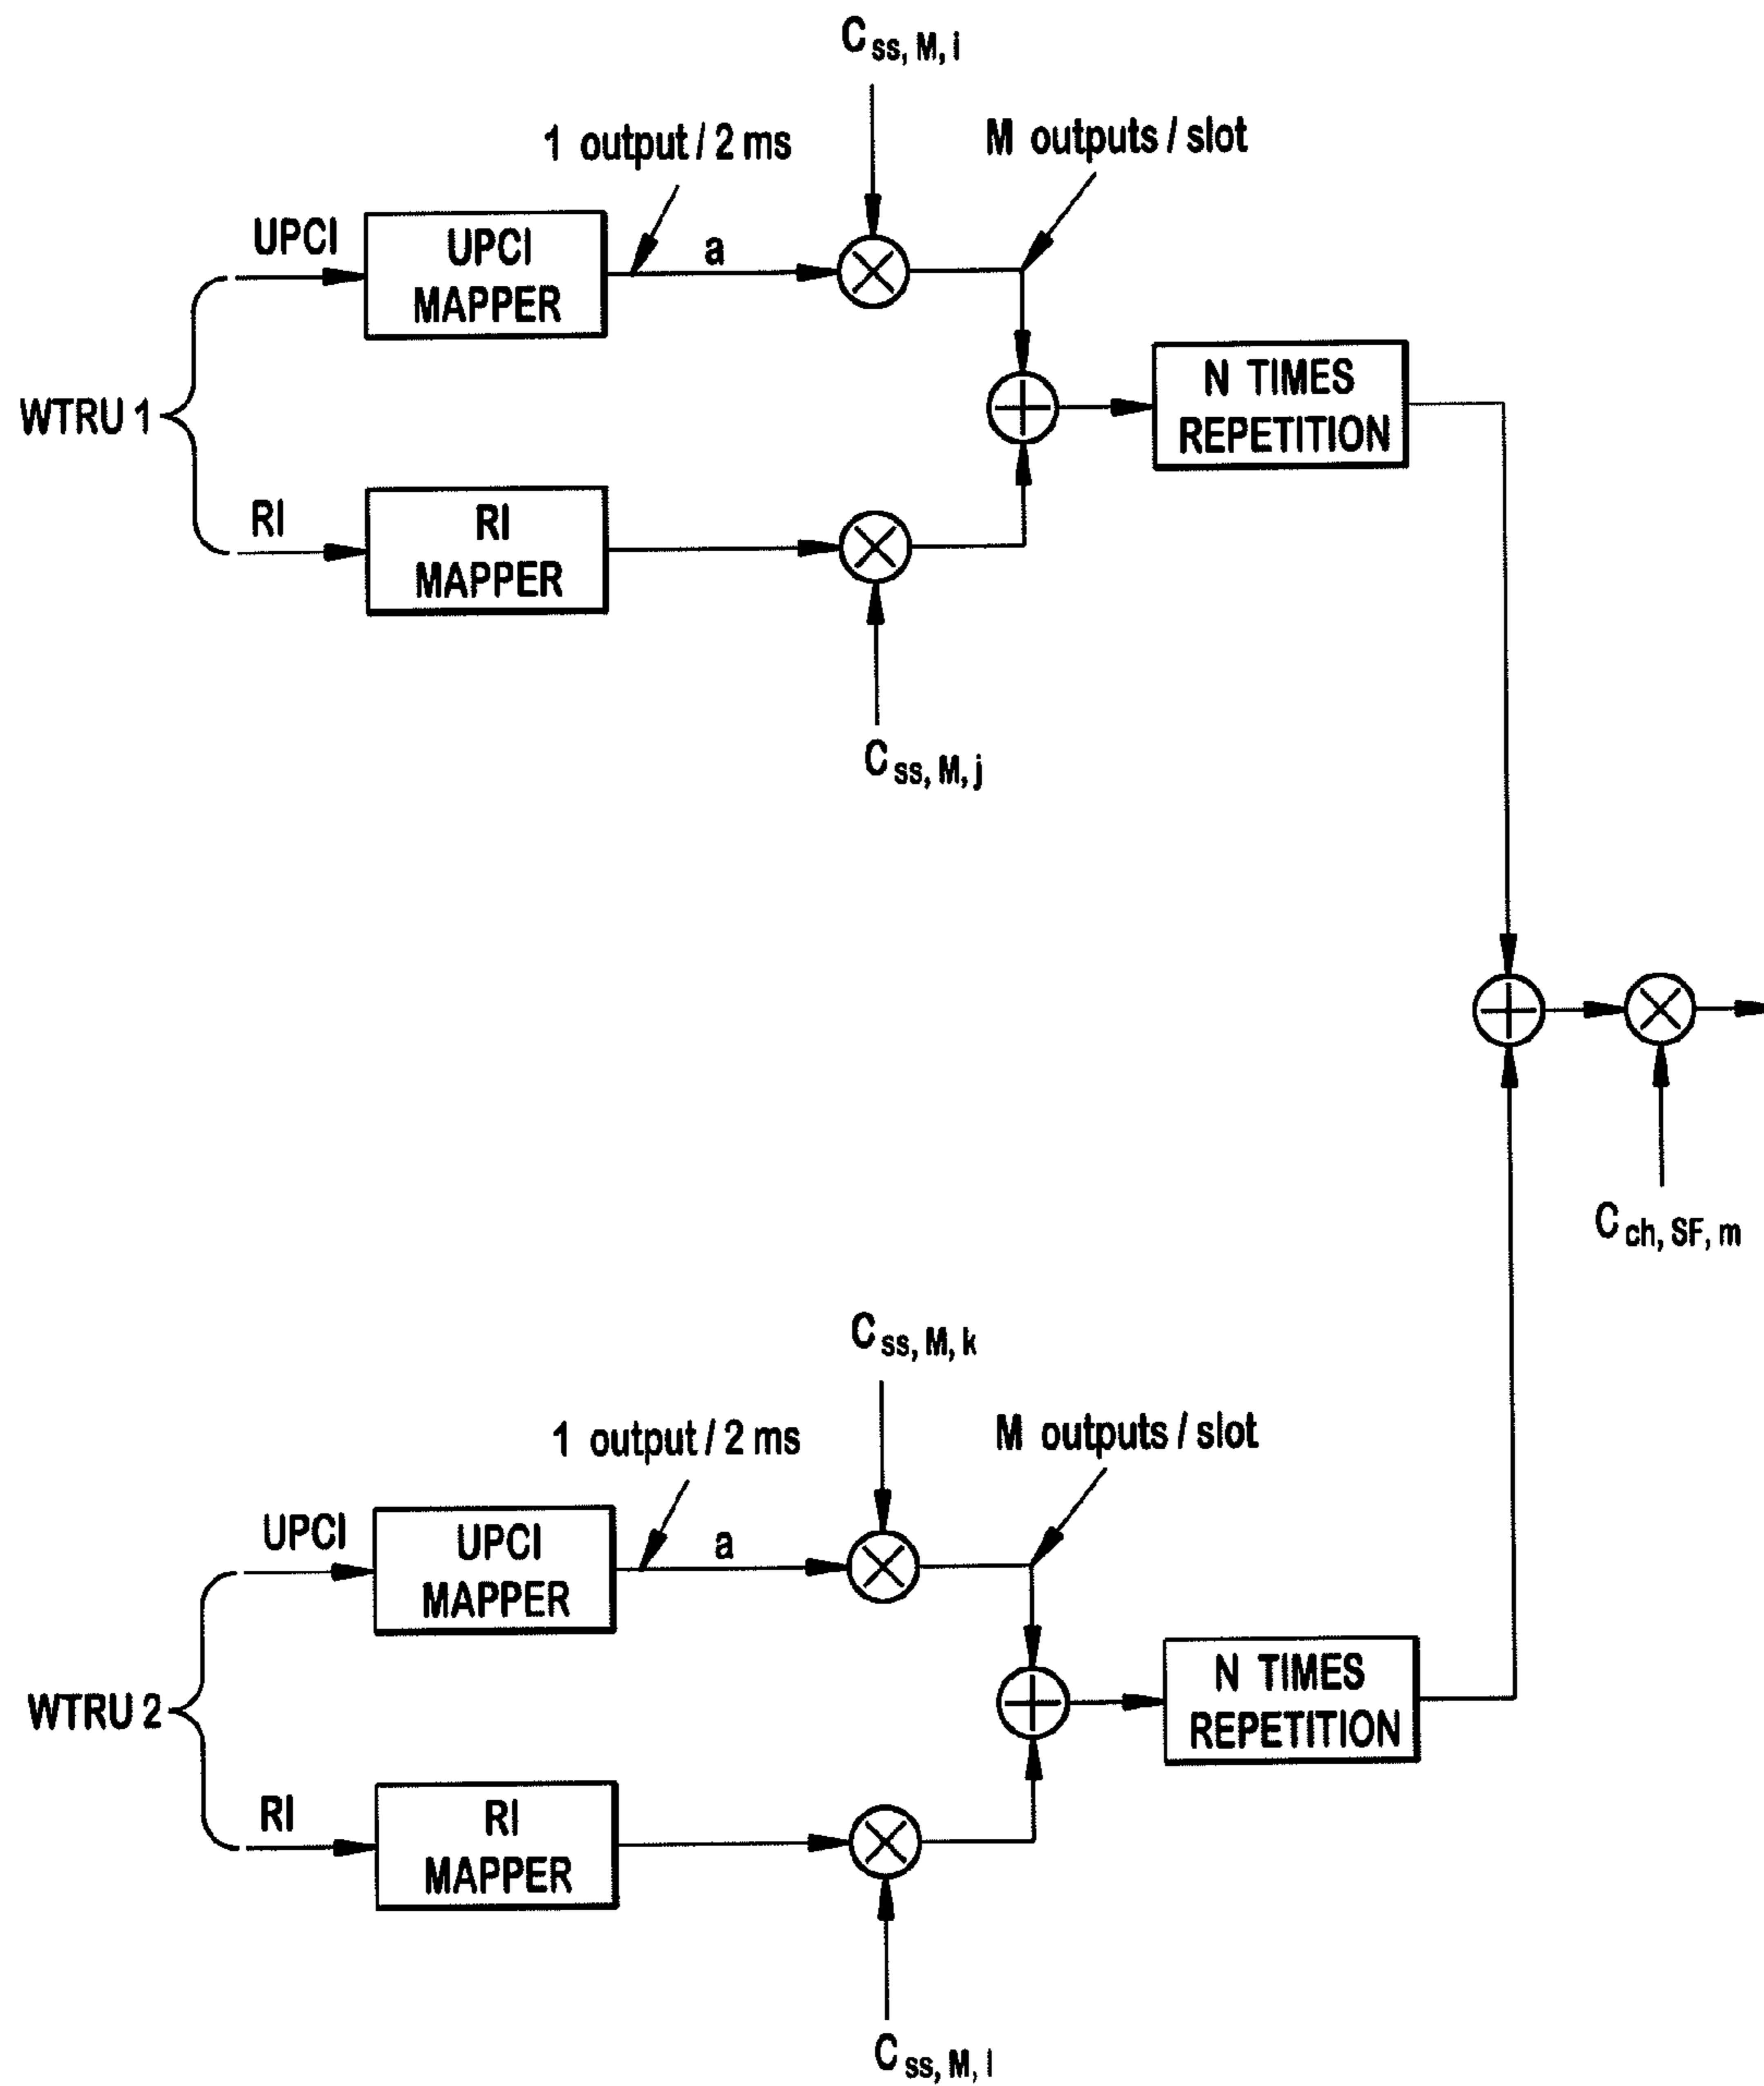 C ss, M, i
1 output / 2 ms
M outputs / slot
UPCI
UPCI
MAPPER
a
WTRU 1
N TIMES
REPETITION
RI
RI
MAPPER
C ss, M, j
C ch, SF, m
C ss, M, k
1 output / 2 ms
M outputs / slot
UPCI
UPCI
MAPPER
a
WTRU 2
N TIMES
REPETITION
RI
RI
MAPPER
C ss, M, l